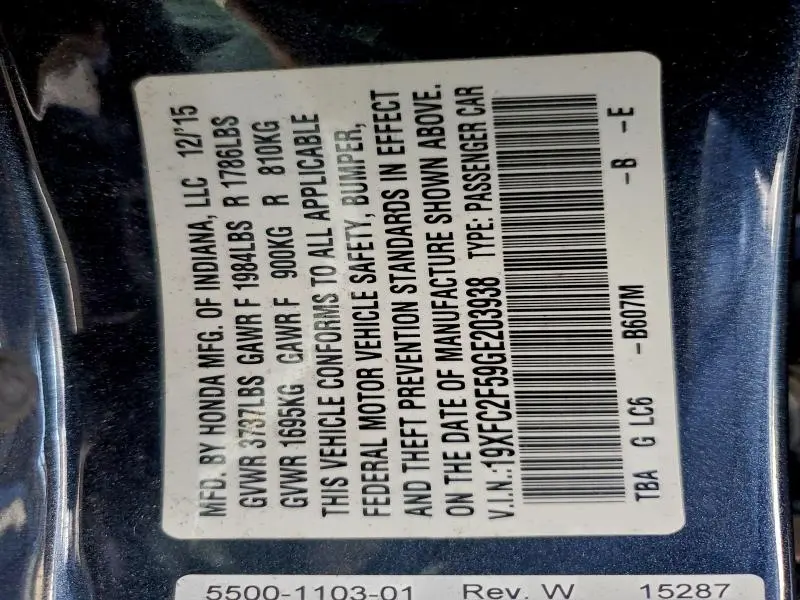 MFD. BY HONDA MFG. OF INDIANA, LLC 12/'15
GVWR 3737LBS GAWR F 1984LBS R 1786LBS
GVWR 1695KG GAWR F 900KG R 810KG
THIS VEHICLE CONFORMS TO ALL APPLICABLE
FEDERAL MOTOR VEHICLE SAFETY, BUMPER,
AND THEFT PREVENTION STANDARDS IN EFFECT
ON THE DATE OF MANUFACTURE SHOWN ABOVE.
V.I.N.:19XFC2F59GE203938 TYPE: PASSENGER CAR
TBA G LC6 -B607M -B -E
5500-1103-01 Rev. W 15287